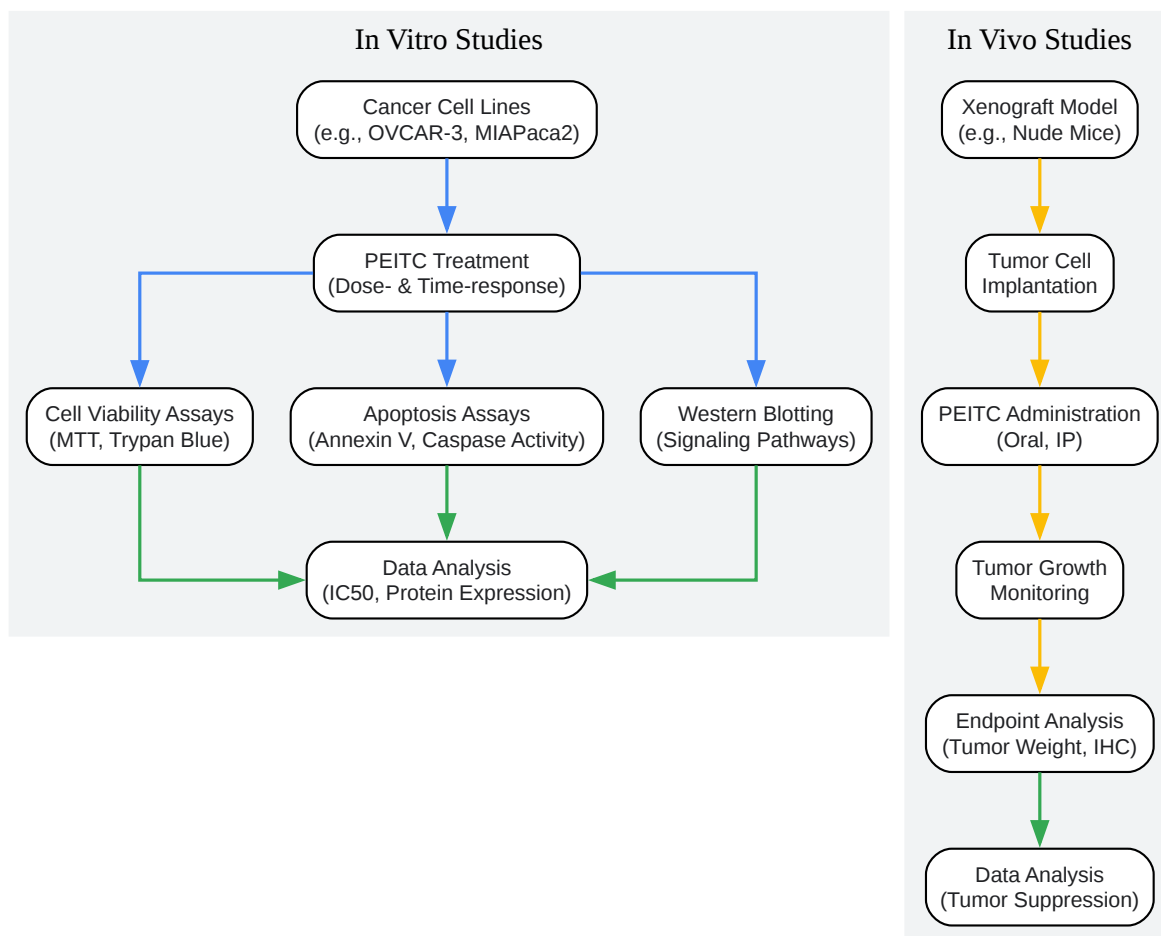 In Vitro Studies
Cancer Cell Lines
(e.g., OVCAR-3, MIAPaca2)
PEITC Treatment
(Dose- & Time-response)
Cell Viability Assays
(MTT, Trypan Blue)
Apoptosis Assays
(Annexin V, Caspase Activity)
Western Blotting
(Signaling Pathways)
Data Analysis
(IC50, Protein Expression)
In Vivo Studies
Xenograft Model
(e.g., Nude Mice)
Tumor Cell
Implantation
PEITC Administration
(Oral, IP)
Tumor Growth
Monitoring
Endpoint Analysis
(Tumor Weight, IHC)
Data Analysis
(Tumor Suppression)